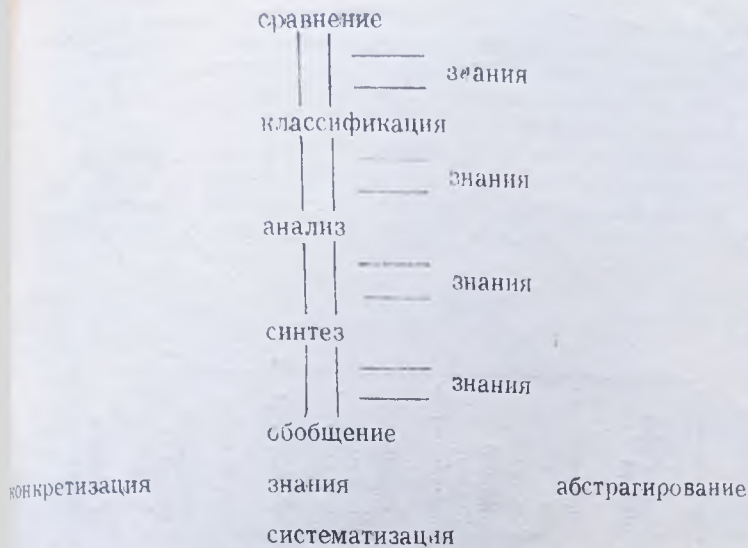 сравнение
знания
классификация
знания
анализ
знания
синтез
знания
обобщение
конкретизация знания абстрагирование
систематизация